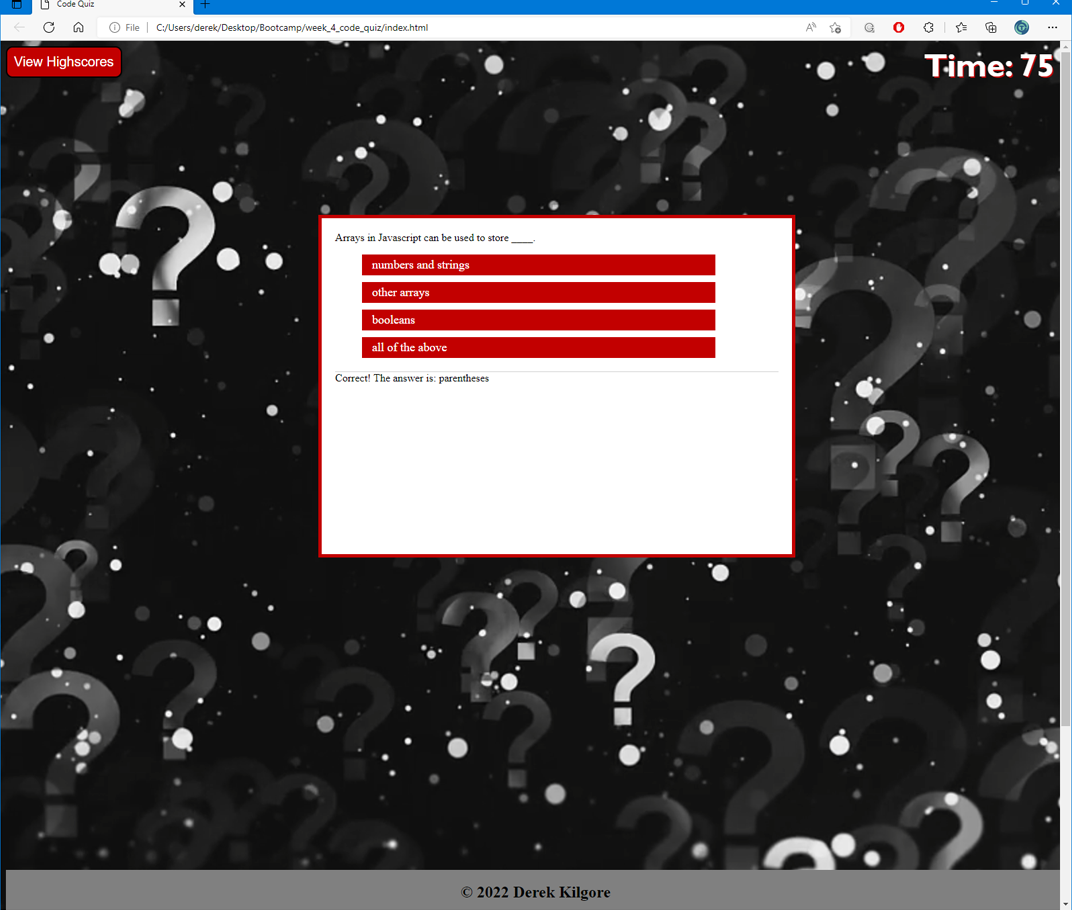 Code Quiz
File
C:/Users/derek/Desktop/Bootcamp/week_4_code_quiz/index.html
View Highscores
Time: 75
Arrays in Javascript can be used to store ____.
numbers and strings
other arrays
booleans
all of the above
Correct! The answer is: parentheses
© 2022 Derek Kilgore